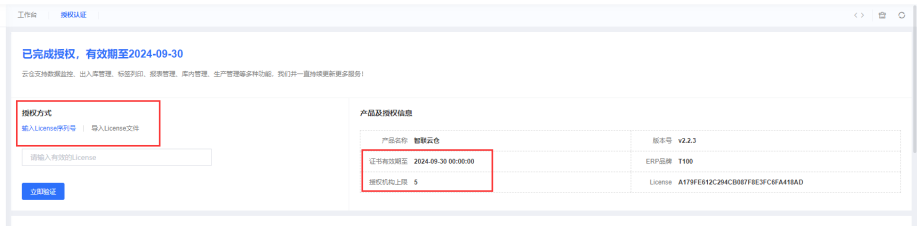 工作台 授权认证
已完成授权，有效期至2024-09-30
云仓支持数据监控、出入库管理、标签列印、报表管理、库内管理、生产管理等多种功能，我们并一直持续更新更多服务！
授权方式
输入License序列号 导入License文件
请输入有效的License
立即验证
产品及授权信息
产品名称 智联云仓 版本号 v2.2.3
证书有效期至 2024-09-30 00:00:00 ERP品牌 T100
授权机构上限 5 License A179FE612C294CB087F8E3FC6FA418AD